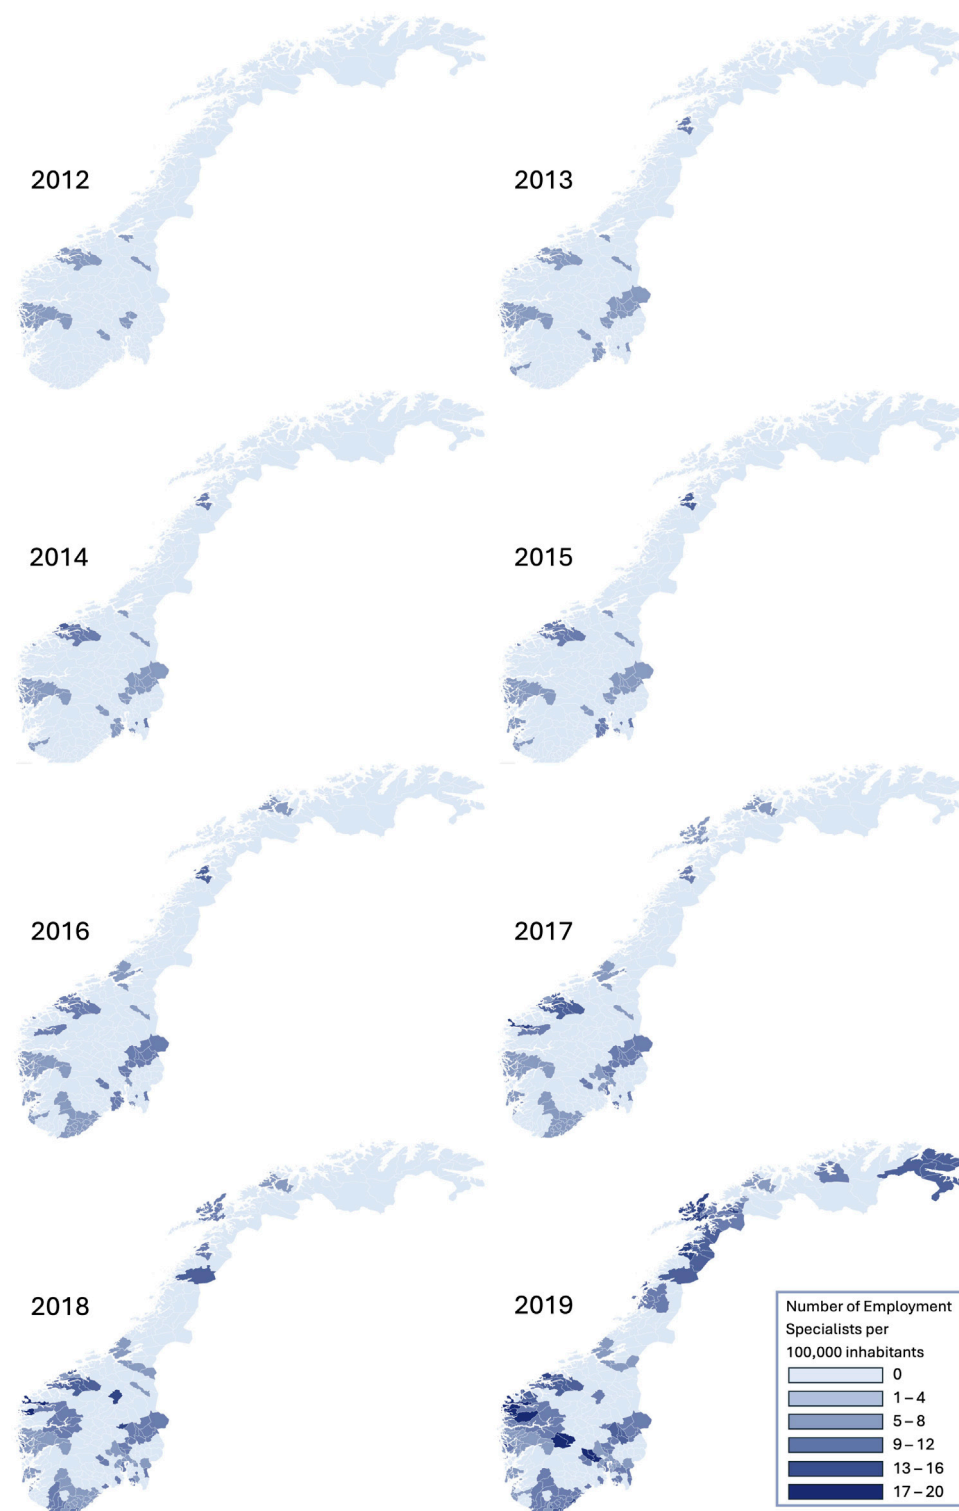 2012
2013
2014
2015
2016
2017
2018
2019
Number of Employment
Specialists per
100,000 inhabitants
0
1 – 4
5 – 8
9 – 12
13 – 16
17 – 20